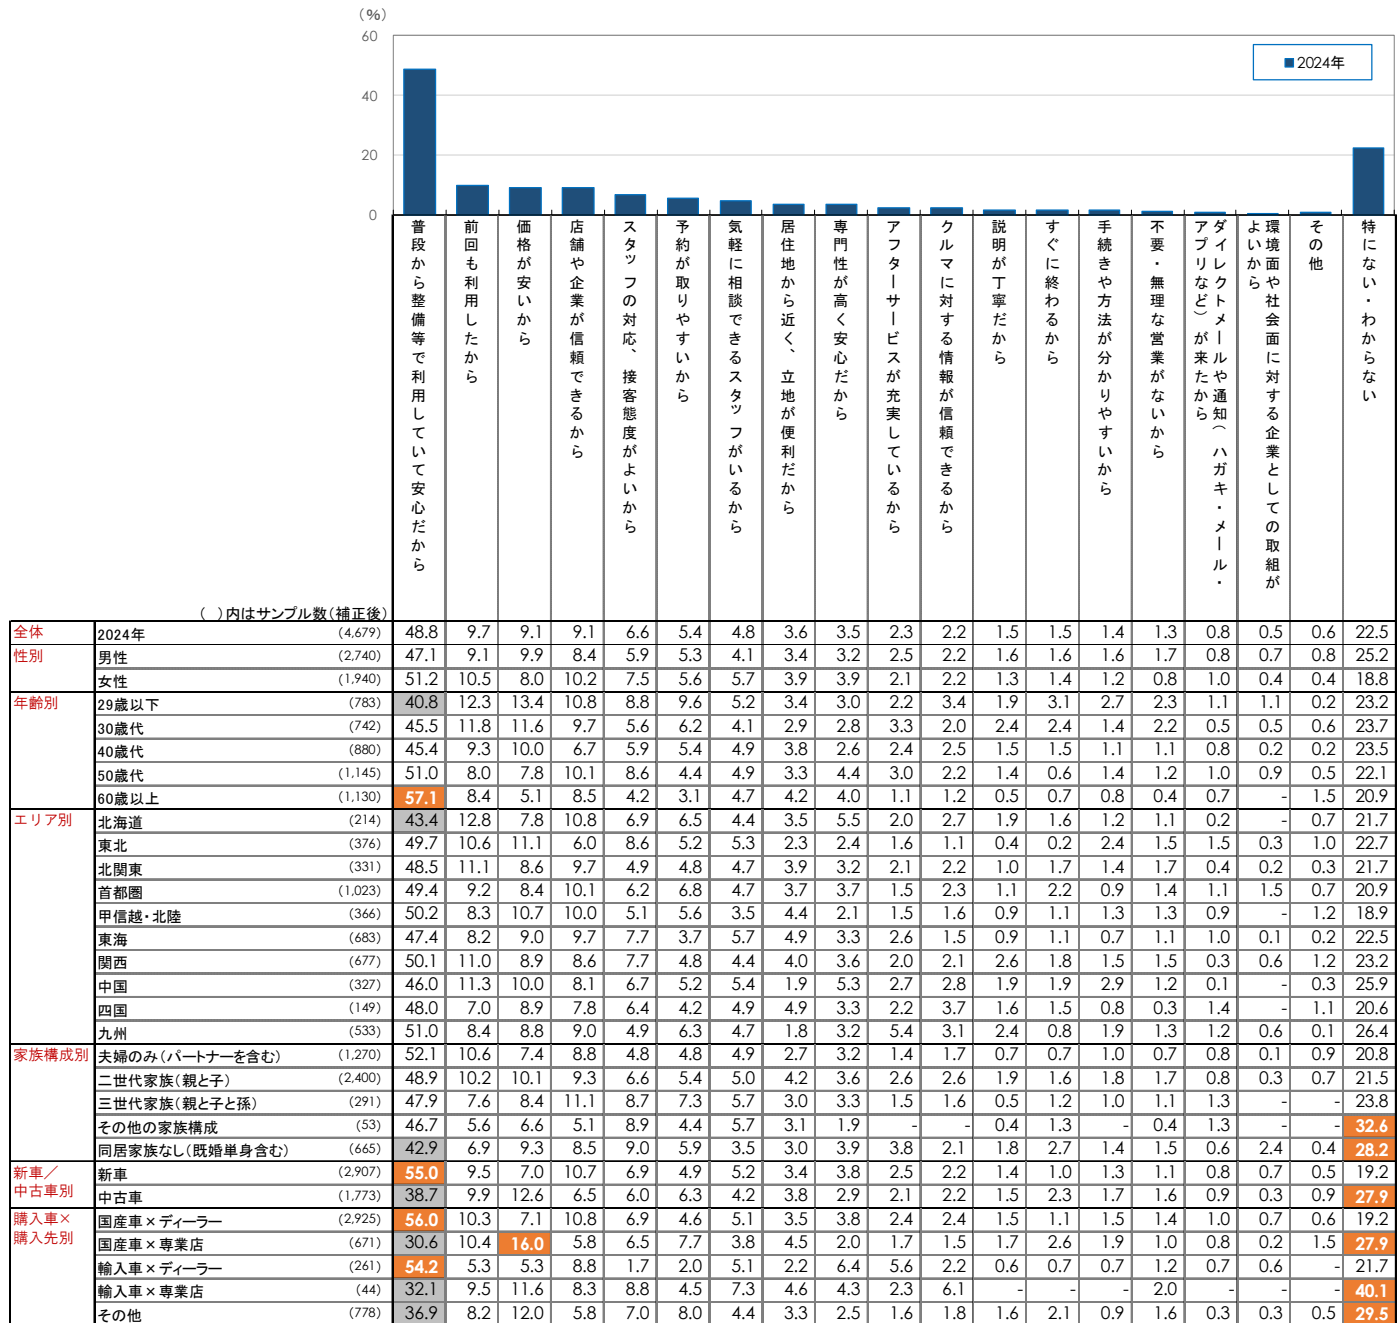 (%)
60
40
20
0
2024年
普段から整備等で利用していて安心だから
前回も利用したから
価格が安いから
店舗や企業が信頼できるから
スタッフの対応、接客態度がよいから
予約が取りやすいから
気軽に相談できるスタッフがいるから
居住地から近く、立地が便利だから
専門性が高く安心だから
アフターサービスが充実しているから
クルマに対する情報が信頼できるから
説明が丁寧だから
すぐに終わるから
手続きや方法が分かりやすいから
不要・無理な営業がないから
ダイレクトメールや通知(ハガキ・メール・
アプリなど)が来たから
環境面や社会面に対する企業としての取組が
よいから
その他
特にない・わからない
( )内はサンプル数(補正後)
全体 2024年 (4,679) 48.8 9.7 9.1 9.1 6.6 5.4 4.8 3.6 3.5 2.3 2.2 1.5 1.5 1.4 1.3 0.8 0.5 0.6 22.5
性別 男性 (2,740) 47.1 9.1 9.9 8.4 5.9 5.3 4.1 3.4 3.2 2.5 2.2 1.6 1.6 1.6 1.7 0.8 0.7 0.8 25.2
女性 (1,940) 51.2 10.5 8.0 10.2 7.5 5.6 5.7 3.9 3.9 2.1 2.2 1.3 1.4 1.2 0.8 1.0 0.4 0.4 18.8
年齢別 29歳以下 (783) 40.8 12.3 13.4 10.8 8.8 9.6 5.2 3.4 3.0 2.2 3.4 1.9 3.1 2.7 2.3 1.1 1.1 0.2 23.2
30歳代 (742) 45.5 11.8 11.6 9.7 5.6 6.2 4.1 2.9 2.8 3.3 2.0 2.4 2.4 1.4 2.2 0.5 0.5 0.6 23.7
40歳代 (880) 45.4 9.3 10.0 6.7 5.9 5.4 4.9 3.8 2.6 2.4 2.5 1.5 1.5 1.1 1.1 0.8 0.2 0.2 23.5
50歳代 (1,145) 51.0 8.0 7.8 10.1 8.6 4.4 4.9 3.3 4.4 3.0 2.2 1.4 0.6 1.4 1.2 1.0 0.9 0.5 22.1
60歳以上 (1,130) 57.1 8.4 5.1 8.5 4.2 3.1 4.7 4.2 4.0 1.1 1.2 0.5 0.7 0.8 0.4 0.7 - 1.5 20.9
エリア別 北海道 (214) 43.4 12.8 7.8 10.8 6.9 6.5 4.4 3.5 5.5 2.0 2.7 1.9 1.6 1.2 1.1 0.2 - 0.7 21.7
東北 (376) 49.7 10.6 11.1 6.0 8.6 5.2 5.3 2.3 2.4 1.6 1.1 0.4 0.2 2.4 1.5 1.5 0.3 1.0 22.7
北関東 (331) 48.5 11.1 8.6 9.7 4.9 4.8 4.7 3.9 3.2 2.1 2.2 1.0 1.7 1.4 1.7 0.4 0.2 0.3 21.7
首都圏 (1,023) 49.4 9.2 8.4 10.1 6.2 6.8 4.7 3.7 3.7 1.5 2.3 1.1 2.2 0.9 1.4 1.1 1.5 0.7 20.9
甲信越・北陸 (366) 50.2 8.3 10.7 10.0 5.1 5.6 3.5 4.4 2.1 1.5 1.6 0.9 1.1 1.3 1.3 0.9 - 1.2 18.9
東海 (683) 47.4 8.2 9.0 9.7 7.7 3.7 5.7 4.9 3.3 2.6 1.5 0.9 1.1 0.7 1.1 1.0 0.1 0.2 22.5
関西 (677) 50.1 11.0 8.9 8.6 7.7 4.8 4.4 4.0 3.6 2.0 2.1 2.6 1.8 1.5 1.5 0.3 0.6 1.2 23.2
中国 (327) 46.0 11.3 10.0 8.1 6.7 5.2 5.4 1.9 5.3 2.7 2.8 1.9 1.9 2.9 1.2 0.1 - 0.3 25.9
四国 (149) 48.0 7.0 8.9 7.8 6.4 4.2 4.9 4.9 3.3 2.2 3.7 1.6 1.5 0.8 0.3 1.4 - 1.1 20.6
九州 (533) 51.0 8.4 8.8 9.0 4.9 6.3 4.7 1.8 3.2 5.4 3.1 2.4 0.8 1.9 1.3 1.2 0.6 0.1 26.4
家族構成別 夫婦のみ(パートナーを含む) (1,270) 52.1 10.6 7.4 8.8 4.8 4.8 4.9 2.7 3.2 1.4 1.7 0.7 0.7 1.0 0.7 0.8 0.1 0.9 20.8
二世代家族(親と子) (2,400) 48.9 10.2 10.1 9.3 6.6 5.4 5.0 4.2 3.6 2.6 2.6 1.9 1.6 1.8 1.7 0.8 0.3 0.7 21.5
三世代家族(親と子と孫) (291) 47.9 7.6 8.4 11.1 8.7 7.3 5.7 3.0 3.3 1.5 1.6 0.5 1.2 1.0 1.1 1.3 - - 23.8
その他の家族構成 (53) 46.7 5.6 6.6 5.1 8.9 4.4 5.7 3.1 1.9 - - 0.4 1.3 - 0.4 1.3 - - 32.6
同居家族なし(既婚単身含む) (665) 42.9 6.9 9.3 8.5 9.0 5.9 3.5 3.0 3.9 3.8 2.1 1.8 2.7 1.4 1.5 0.6 2.4 0.4 28.2
新車/
中古車別
新車 (2,907) 55.0 9.5 7.0 10.7 6.9 4.9 5.2 3.4 3.8 2.5 2.2 1.4 1.0 1.3 1.1 0.8 0.7 0.5 19.2
中古車 (1,773) 38.7 9.9 12.6 6.5 6.0 6.3 4.2 3.8 2.9 2.1 2.2 1.5 2.3 1.7 1.6 0.9 0.3 0.9 27.9
購入車×
購入先別
国産車×ディーラー (2,925) 56.0 10.3 7.1 10.8 6.9 4.6 5.1 3.5 3.8 2.4 2.4 1.5 1.1 1.5 1.4 1.0 0.7 0.6 19.2
国産車×専業店 (671) 30.6 10.4 16.0 5.8 6.5 7.7 3.8 4.5 2.0 1.7 1.5 1.7 2.6 1.9 1.0 0.8 0.2 1.5 27.9
輸入車×ディーラー (261) 54.2 5.3 5.3 8.8 1.7 2.0 5.1 2.2 6.4 5.6 2.2 0.6 0.7 0.7 1.2 0.7 0.6 - 21.7
輸入車×専業店 (44) 32.1 9.5 11.6 8.3 8.8 4.5 7.3 4.6 4.3 2.3 6.1 - - - 2.0 - - - 40.1
その他 (778) 36.9 8.2 12.0 5.8 7.0 8.0 4.4 3.3 2.5 1.6 1.8 1.6 2.1 0.9 1.6 0.3 0.3 0.5 29.5